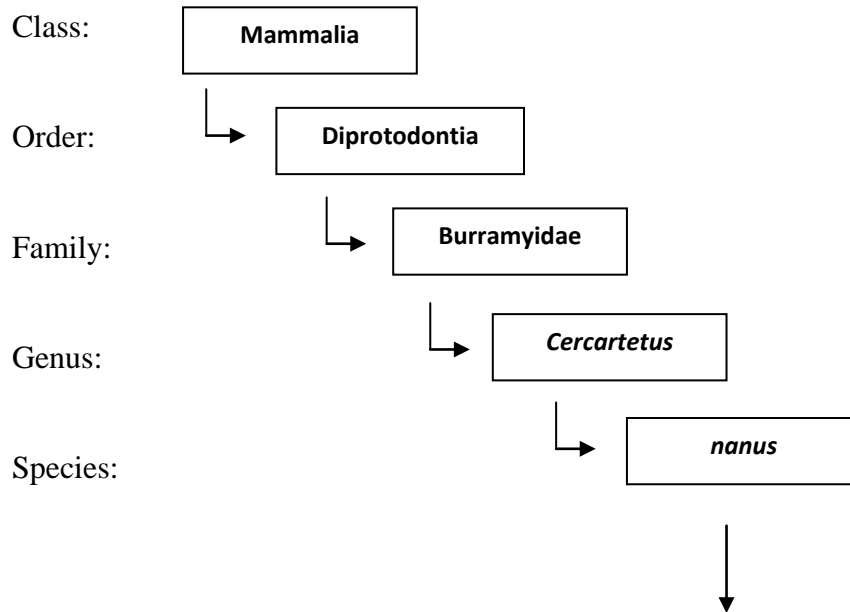 Class:
Mammalia
Order:
Diprotodontia
Family:
Burramyidae
Genus:
Cercartetus
Species:
nanus